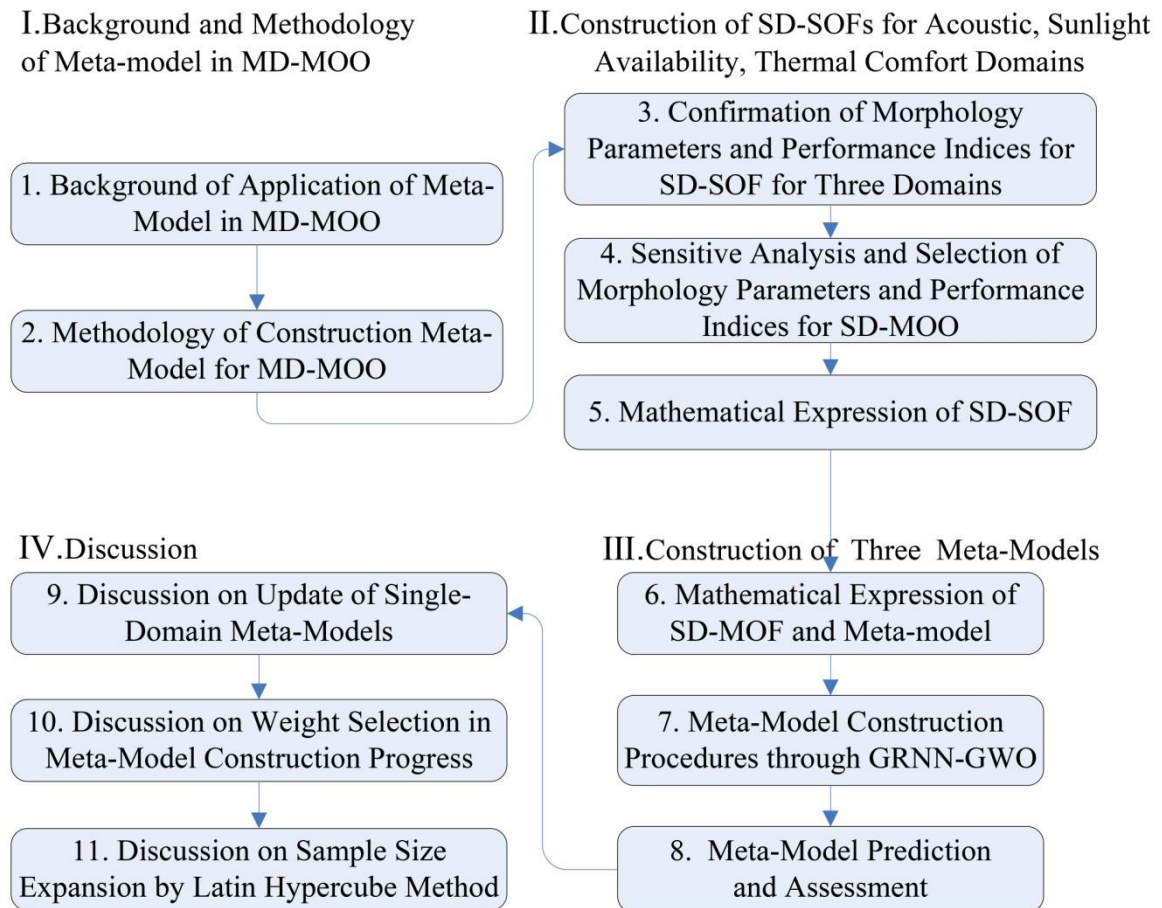 I.Background and Methodology
of Meta-model in MD-MOO
1. Background of Application of Meta-
Model in MD-MOO
2. Methodology of Construction Meta-
Model for MD-MOO
II.Construction of SD-SOFs for Acoustic, Sunlight
Availability, Thermal Comfort Domains
3. Confirmation of Morphology
Parameters and Performance Indices for
SD-SOF for Three Domains
4. Sensitive Analysis and Selection of
Morphology Parameters and Performance
Indices for SD-MOO
5. Mathematical Expression of SD-SOF
III.Construction of Three Meta-Models
6. Mathematical Expression of
SD-MOF and Meta-model
7. Meta-Model Construction
Procedures through GRNN-GWO
8. Meta-Model Prediction
and Assessment
IV.Discussion
9. Discussion on Update of Single-
Domain Meta-Models
10. Discussion on Weight Selection in
Meta-Model Construction Progress
11. Discussion on Sample Size
Expansion by Latin Hypercube Method